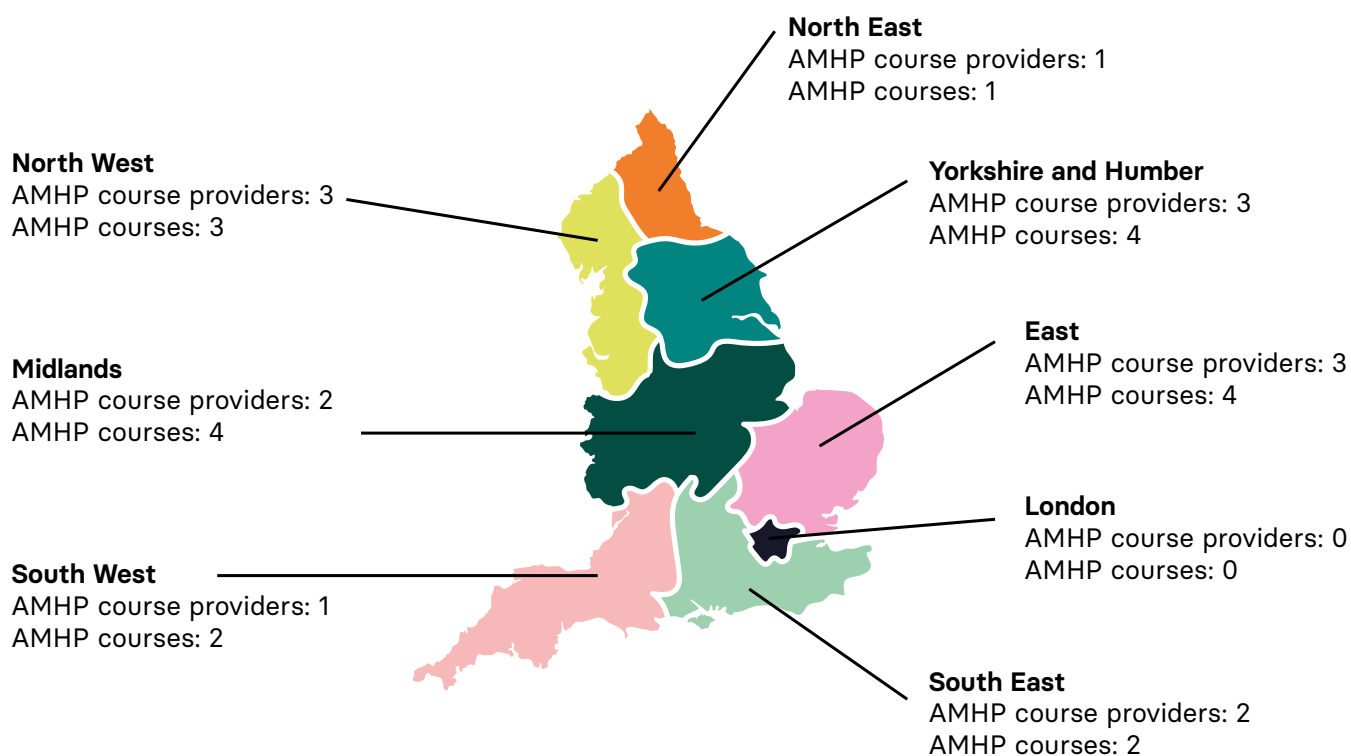 North East
AMHP course providers: 1
AMHP courses: 1
North West
AMHP course providers: 3
AMHP courses: 3
Yorkshire and Humber
AMHP course providers: 3
AMHP courses: 4
East
AMHP course providers: 3
AMHP courses: 4
Midlands
AMHP course providers: 2
AMHP courses: 4
London
AMHP course providers: 0
AMHP courses: 0
South West
AMHP course providers: 1
AMHP courses: 2
South East
AMHP course providers: 2
AMHP courses: 2